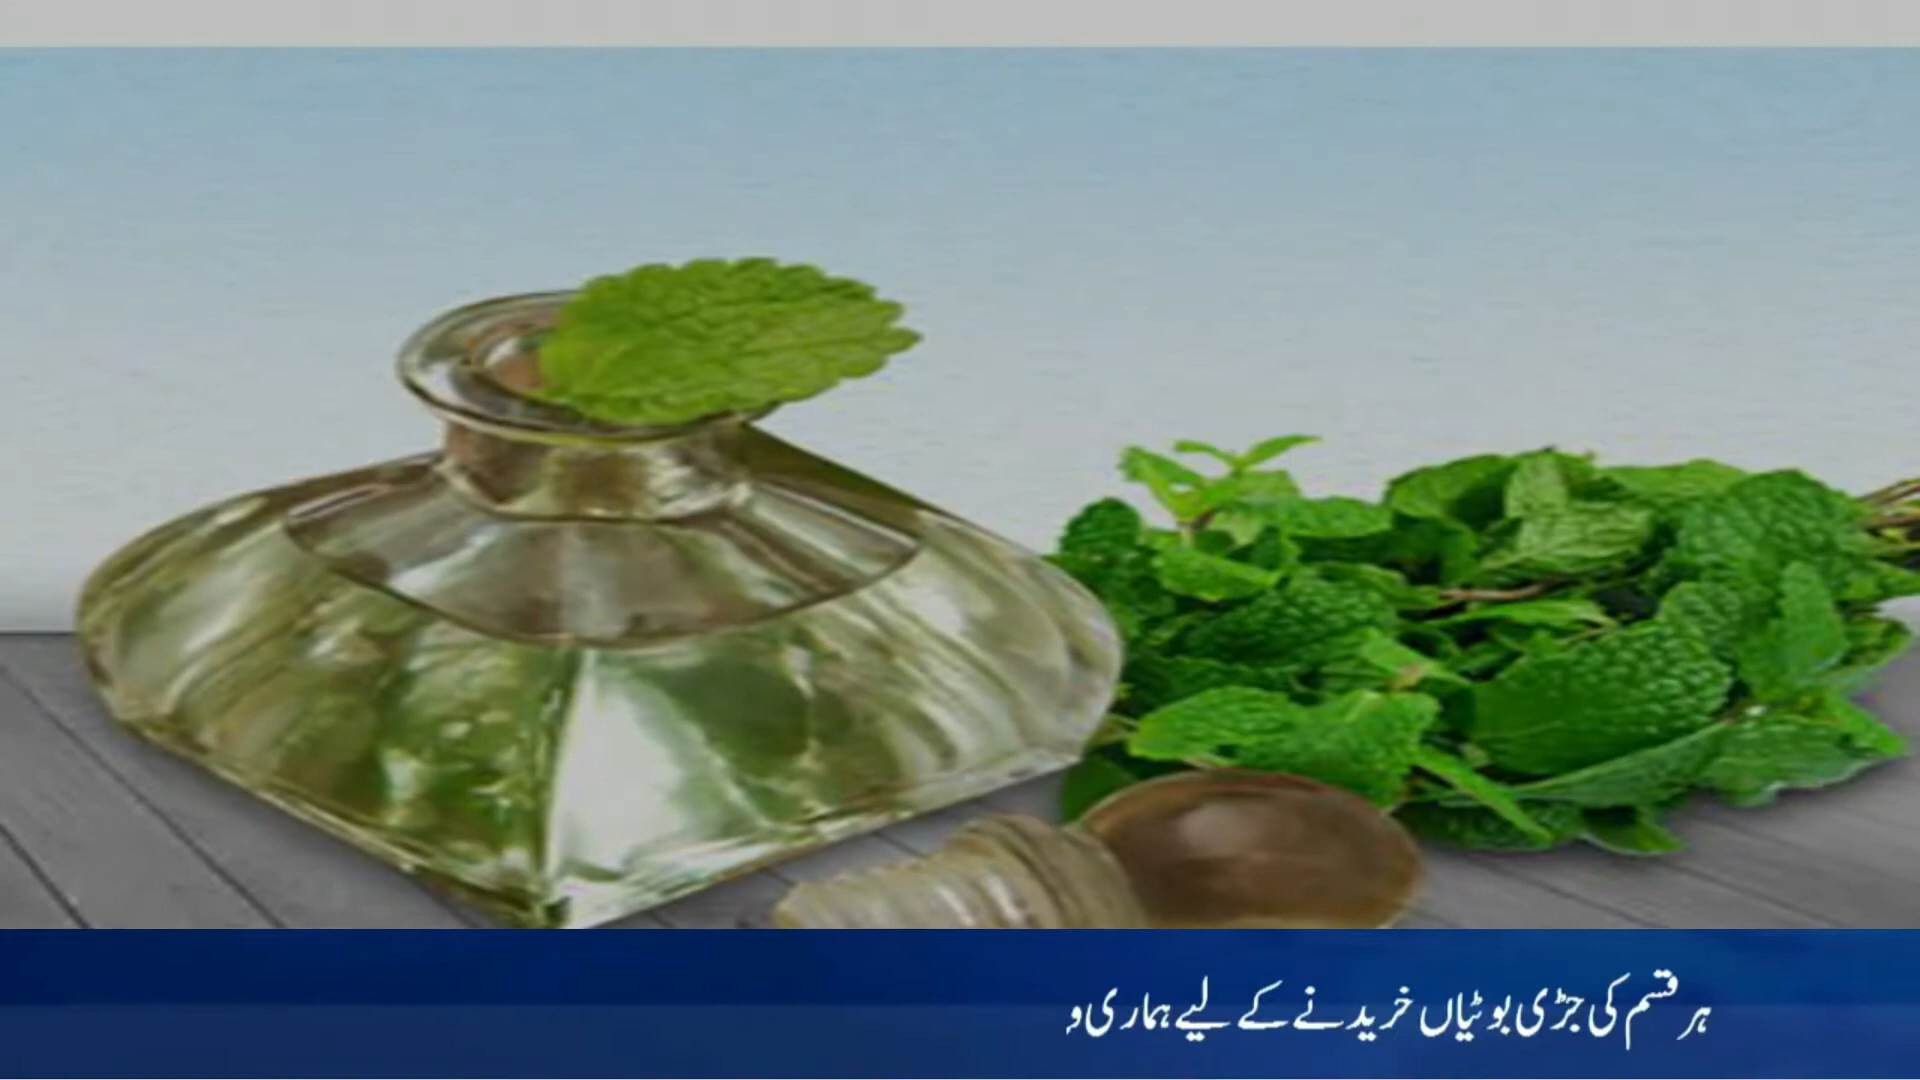 ہر قسم کی جڑی بوٹیاں خریدنے کے لیے ہماری و